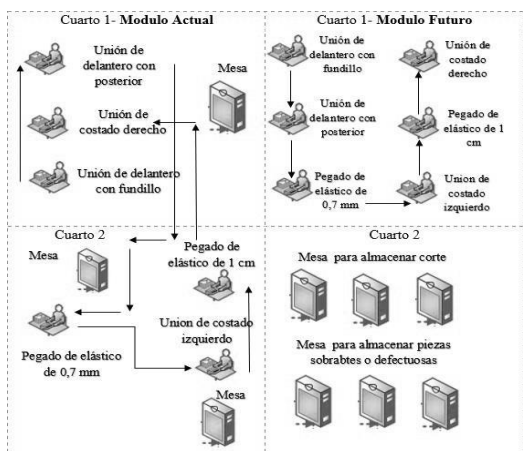 Cuarto 1- Modulo Actual
Unión de
delantero con
posterior
Mesa
Unión de
costado derecho
Unión de delantero
con fundillo
Cuarto 1- Modulo Futuro
Unión de
delantero con
fundillo
Unión de
costado
derecho
Unión de
delantero con
posterior
Pegado de
elástico de 1
cm
Pegado de
elástico de
0,7 mm
Union de
costado
izquierdo
Cuarto 2
Mesa
Pegado de
elástico de 1 cm
Union de costado
izquierdo
Pegado de elástico
de 0,7 mm
Mesa
Cuarto 2
Mesa para almacenar corte
Mesa para almacenar piezas
sobrabtes o defectuosas